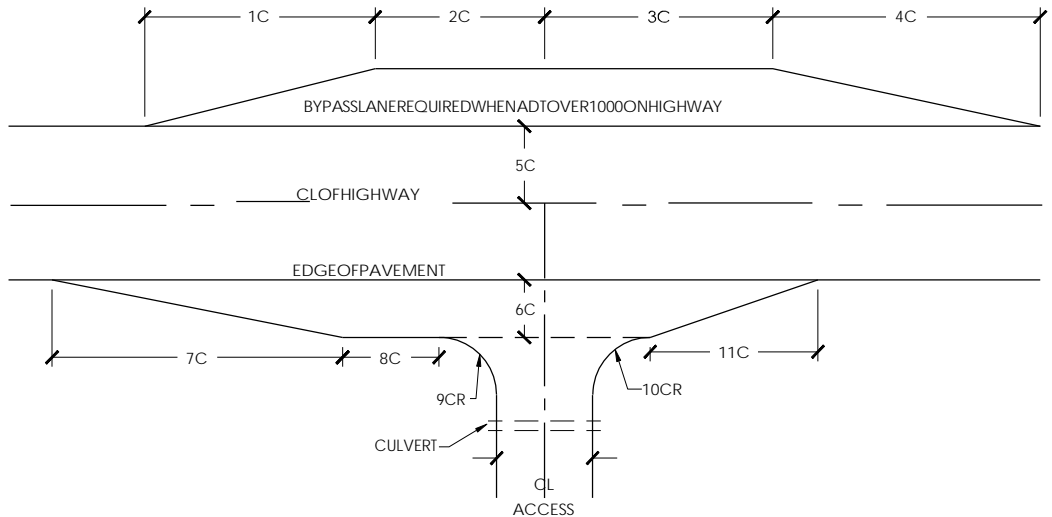 1C 2C 3C 4C
BYPASSLANEREQUIREDWHENADTOVER1000ONHIGHWAY
5C
CLOFHIGHWAY
EDGEOFPAVEMENT
6C
7C 8C 11C
9CR 10CR
CULVERT
CL
ACCESS